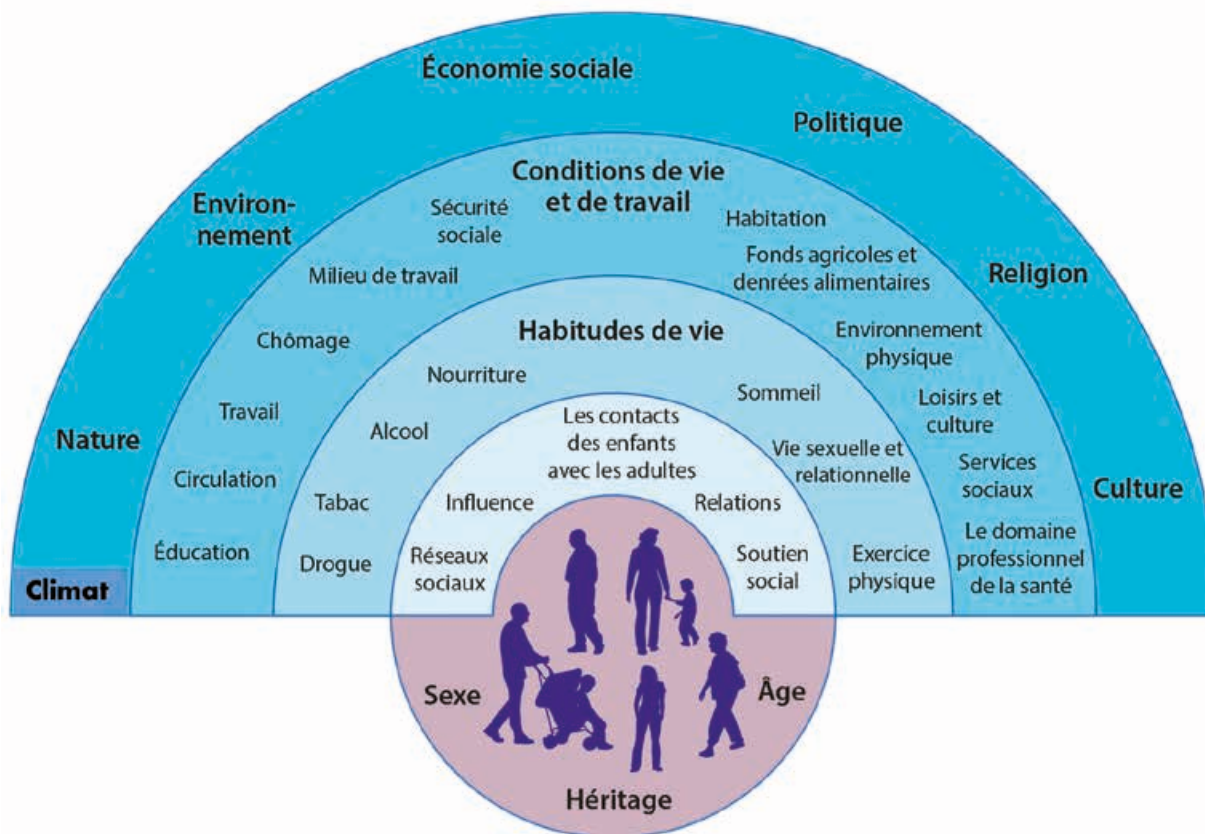 Économie sociale
Politique
Environ-
nement
Religion
Nature
Culture
Climat
Conditions de vie
et de travail
Sécurité
sociale
Habitation
Milieu de travail
Fonds agricoles et
denrées alimentaires
Chômage
Environnement
physique
Travail
Loisirs et
culture
Circulation
Services
sociaux
Éducation
Le domaine
professionnel
de la santé
Habitudes de vie
Nourriture
Sommeil
Alcool
Vie sexuelle et
relationnelle
Tabac
Drogue
Exercice
physique
Les contacts
des enfants
avec les adultes
Influence
Relations
Réseaux
sociaux
Soutien
social
Sexe
Âge
Héritage